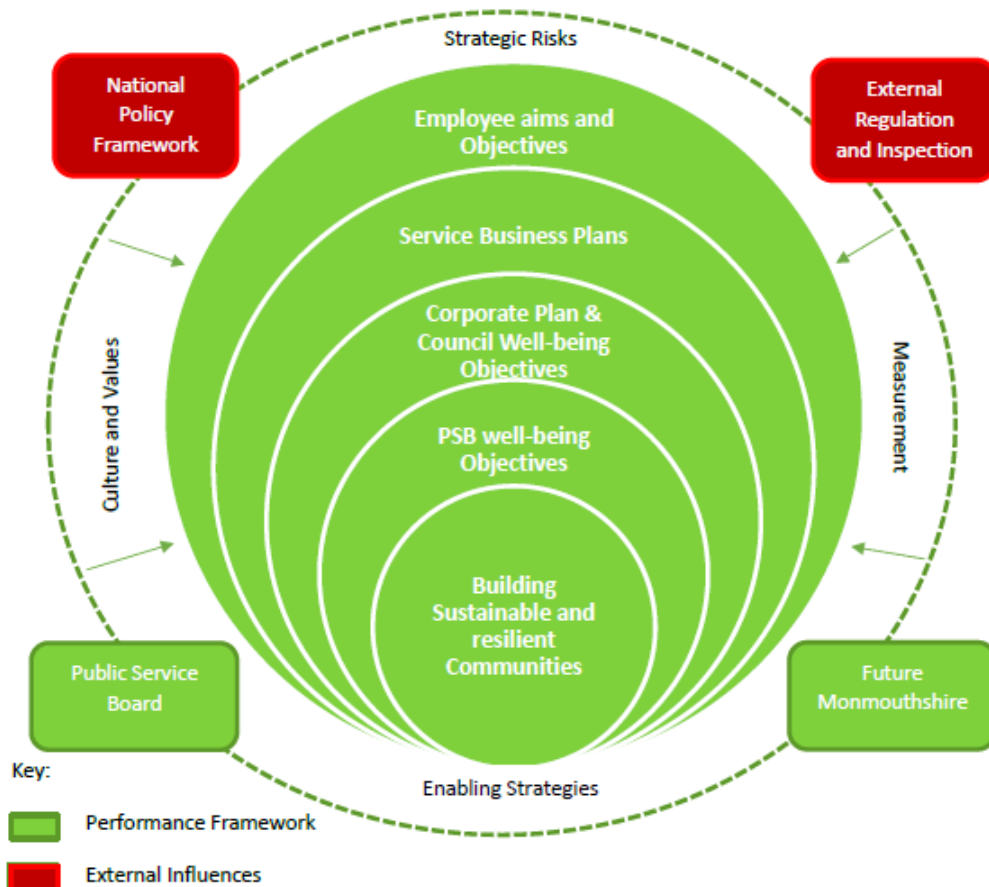 Strategic Risks
National
Policy
Framework
External
Regulation
and Inspection
Employee aims and
Objectives
Service Business Plans
Corporate Plan &
Council Well-being
Objectives
Culture and Values
Measurement
PSB well-being
Objectives
Building
Sustainable and
resilient
Communities
Public Service
Board
Future
Monmouthshire
Enabling Strategies
Key:
Performance Framework
External Influences